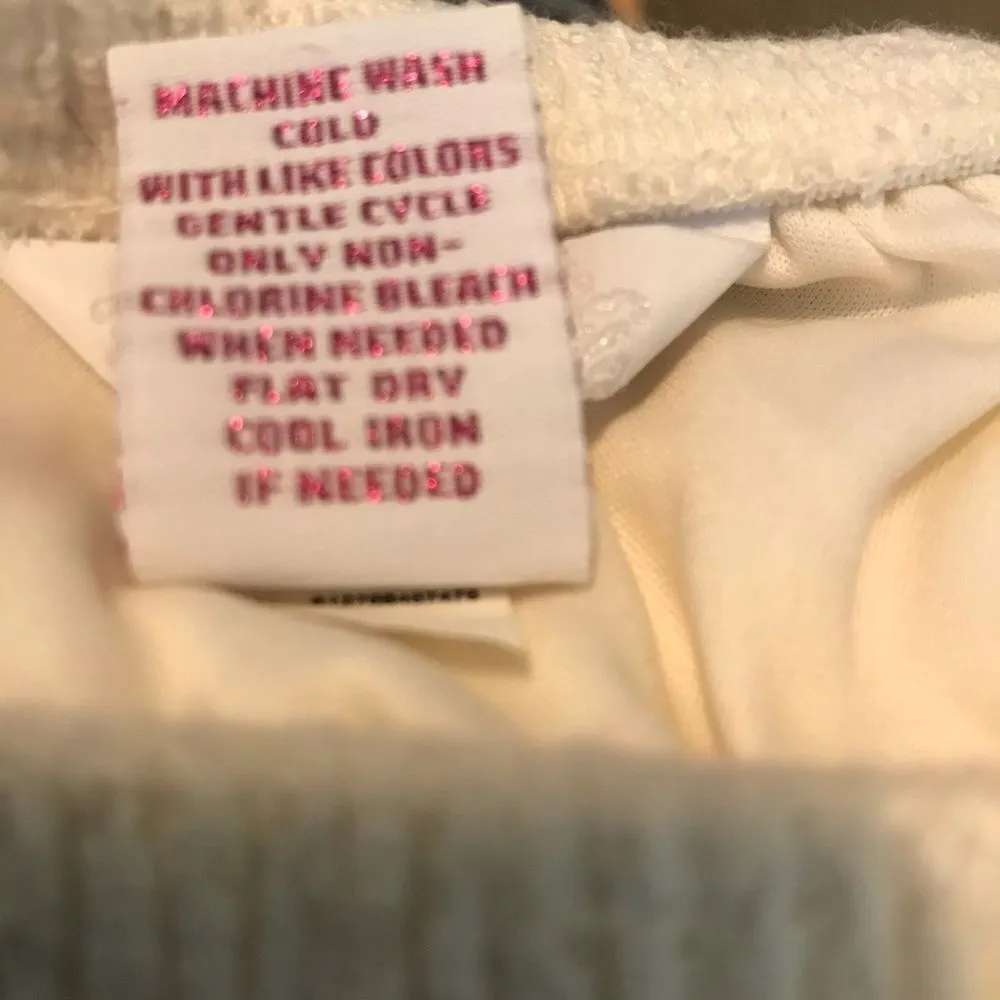 MACHINE WASH
COLD
WITH LIKE COLORS
GENTLE CYCLE
ONLY NON-
CHLORINE BLEACH
WHEN NEEDED
FLAT DRY
COOL IRON
IF NEEDED